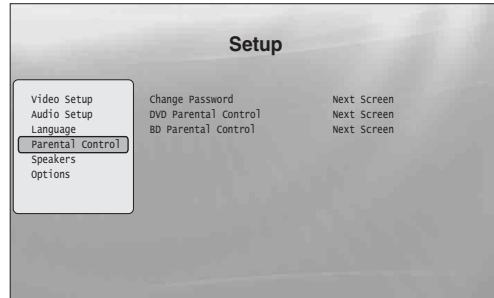 Setup
Video Setup
Audio Setup
Language
Parental Control
Speakers
Options
Change Password Next Screen
DVD Parental Control Next Screen
BD Parental Control Next Screen